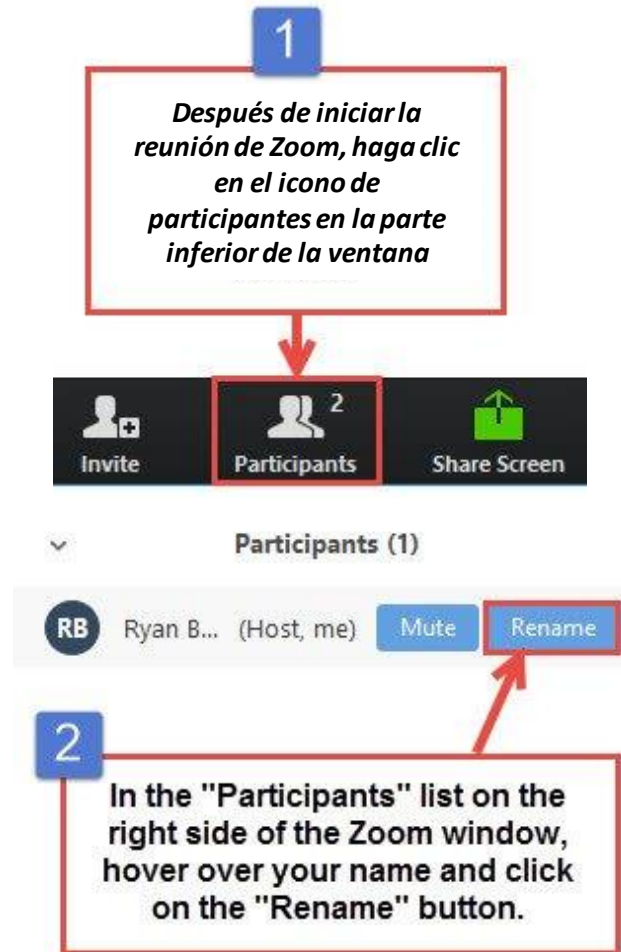 1
Después de iniciar la
reunión de Zoom, haga clic
en el icono de
participantes en la parte
inferior de la ventana
2
Invite Participants Share Screen
Participants (1)
RB Ryan B... (Host, me) Mute Rename
2
In the "Participants" list on the
right side of the Zoom window,
hover over your name and click
on the "Rename" button.